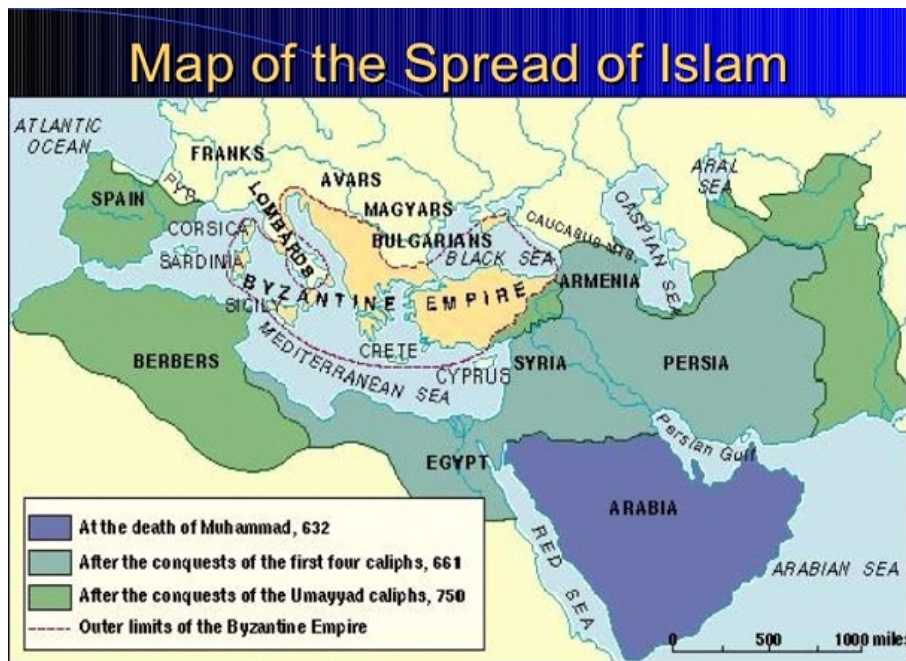 Map of the Spread of Islam
ATLANTIC
OCEAN
FRANKS
AVARS
ARAL
SEA
SPAIN
PYR.
LOMBARDS
MAGYARS
CASPIAN SEA
CORSICA
BULGARIANS
CAUCASUS MTS.
BLACK SEA
SARDINIA
ARMENIA
BYZANTINE EMPIRE
SICILY
BERBERS
MEDITERRANEAN SEA
CRETE
CYPRUS
SYRIA
PERSIA
Persian Gulf
EGYPT
ARABIA
RED SEA
ARABIAN SEA
At the death of Muhammad, 632
After the conquests of the first four caliphs, 661
After the conquests of the Umayyad caliphs, 750
Outer limits of the Byzantine Empire
0 500 1000 miles